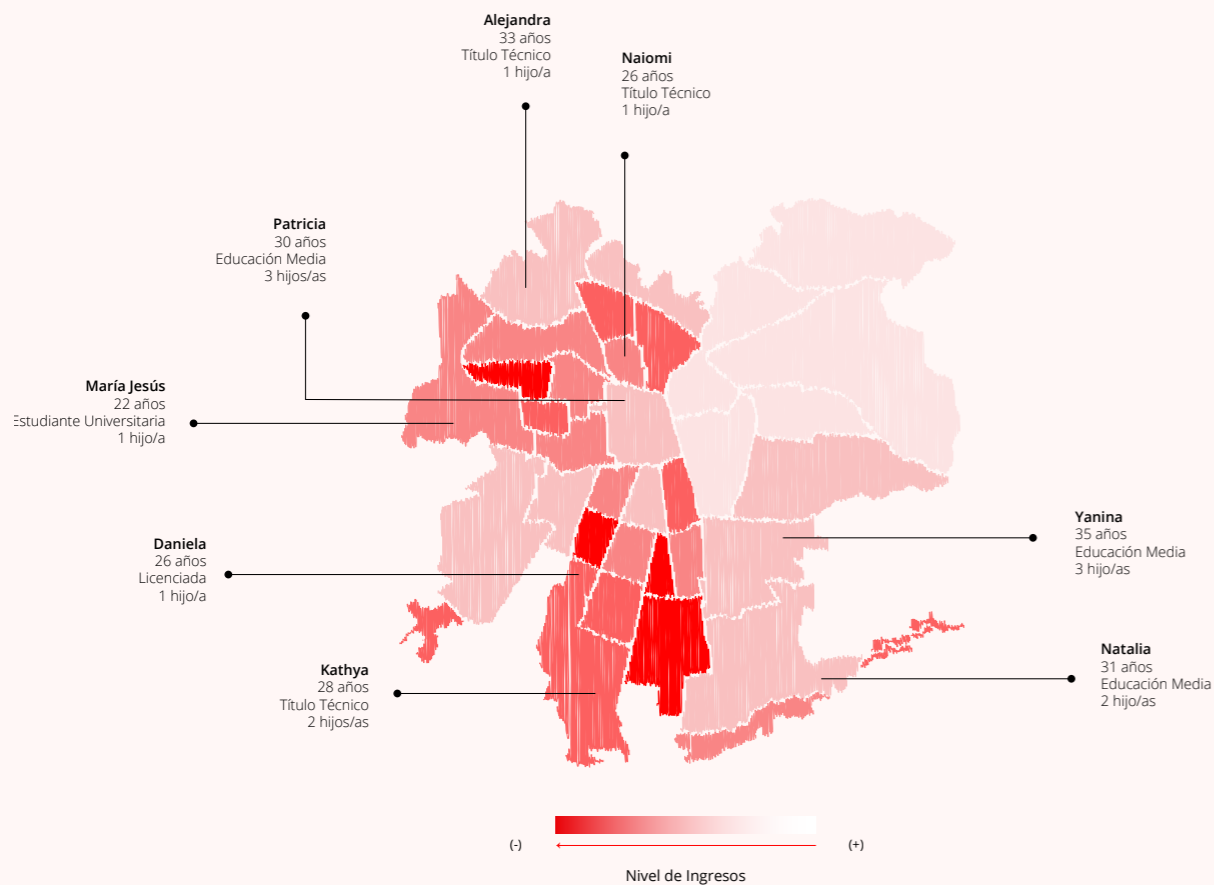 Alejandra
33 años
Título Técnico
1 hijo/a
Naiomi
26 años
Título Técnico
1 hijo/a
Patricia
30 años
Educación Media
3 hijos/as
María Jesús
22 años
Estudiante Universitaria
1 hijo/a
Yanina
35 años
Educación Media
3 hijo/as
Daniela
26 años
Licenciada
1 hijo/a
Natalia
31 años
Educación Media
2 hijo/as
Kathya
28 años
Título Técnico
2 hijos/as
(-)
(+)
Nivel de Ingresos